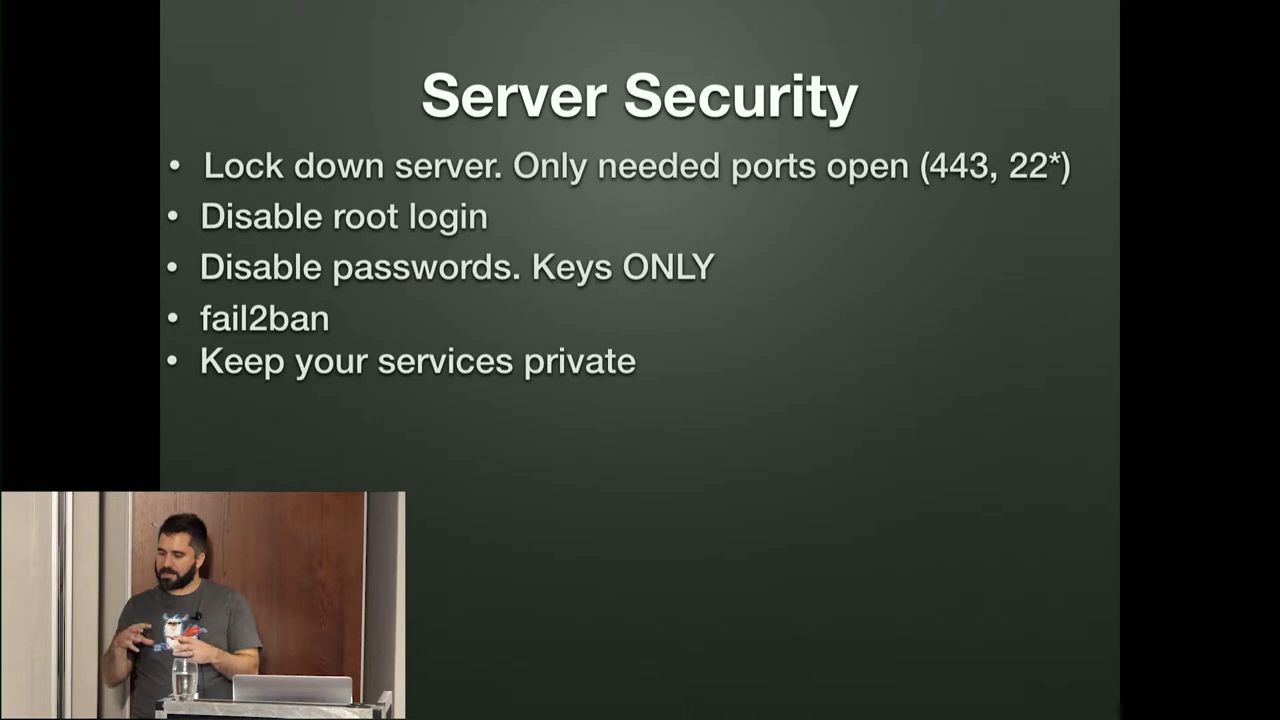 Server Security
• Lock down server. Only needed ports open (443, 22*)
• Disable root login
• Disable passwords. Keys ONLY
• fail2ban
• Keep your services private